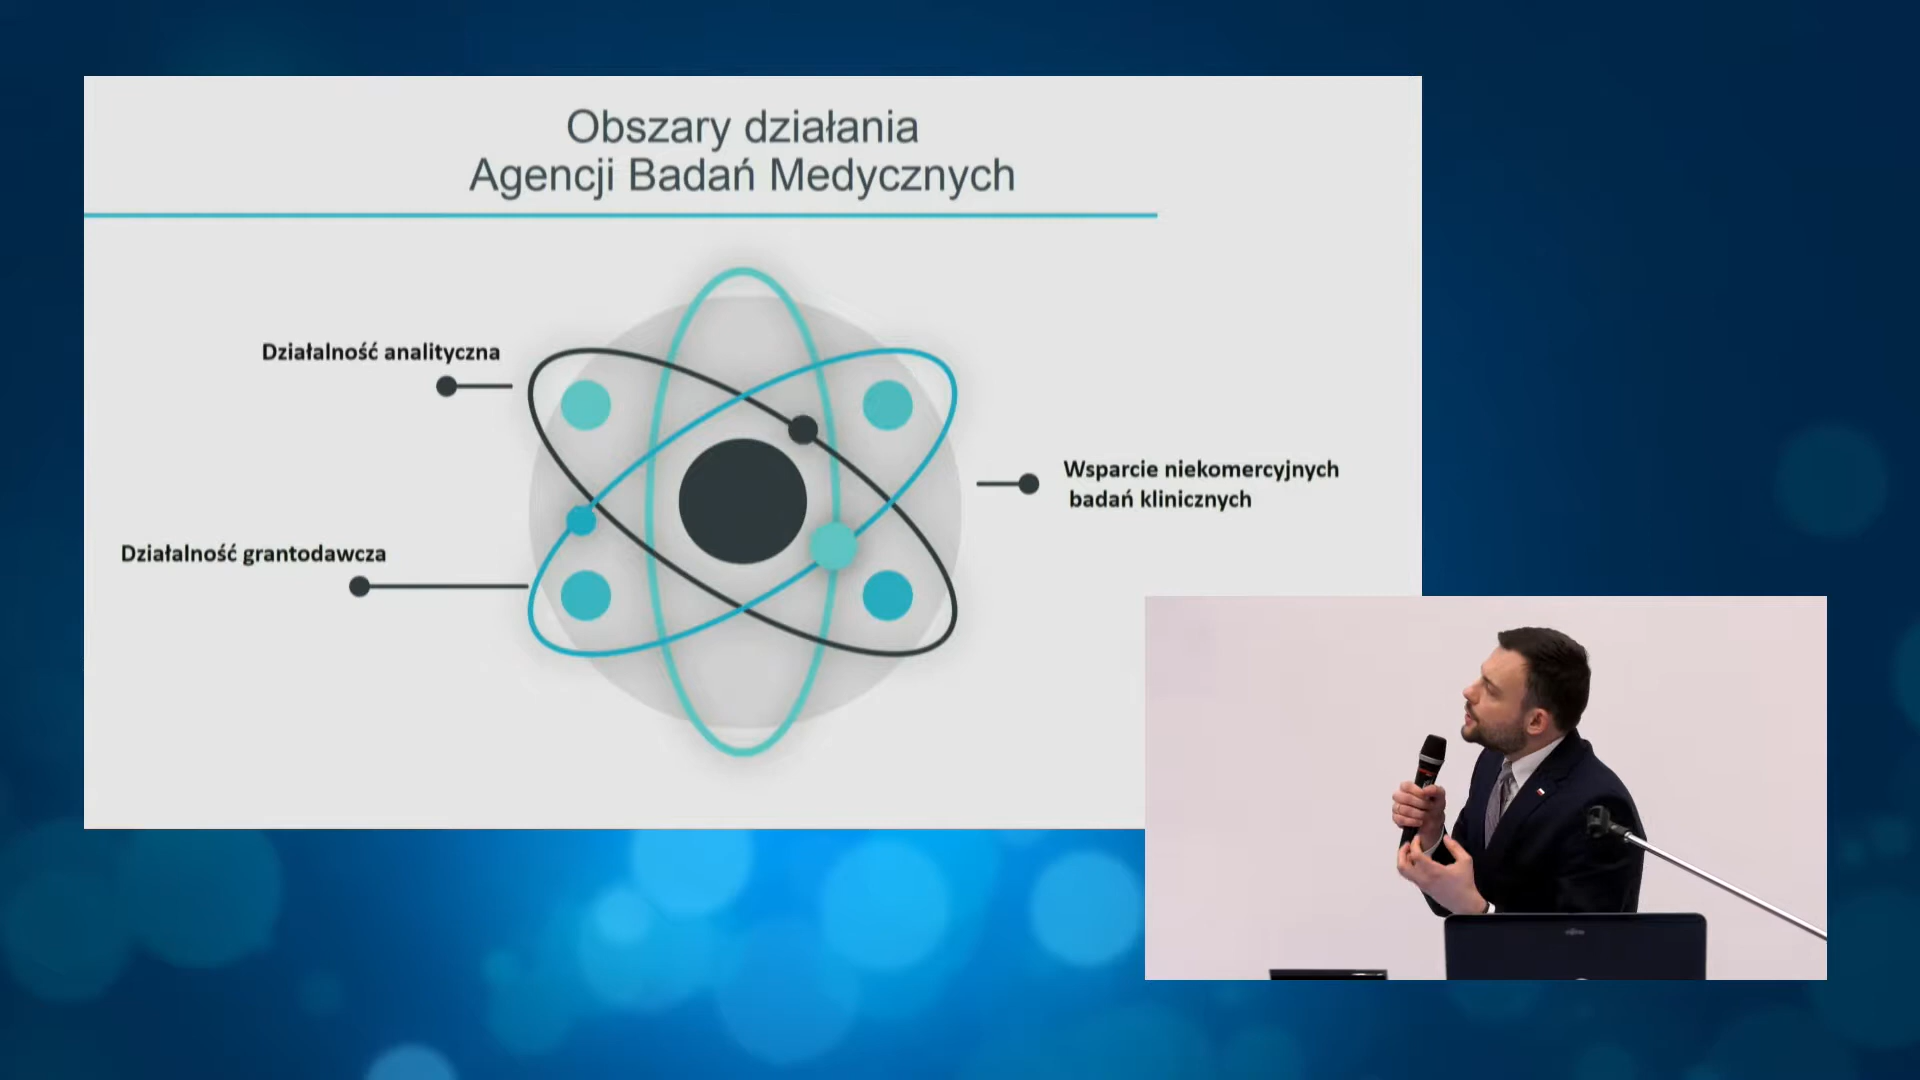 Obszary działania
Agencji Badań Medycznych
Działalność analityczna
Wsparcie niekomercyjnych
badań klinicznych
Działalność grantodawcza